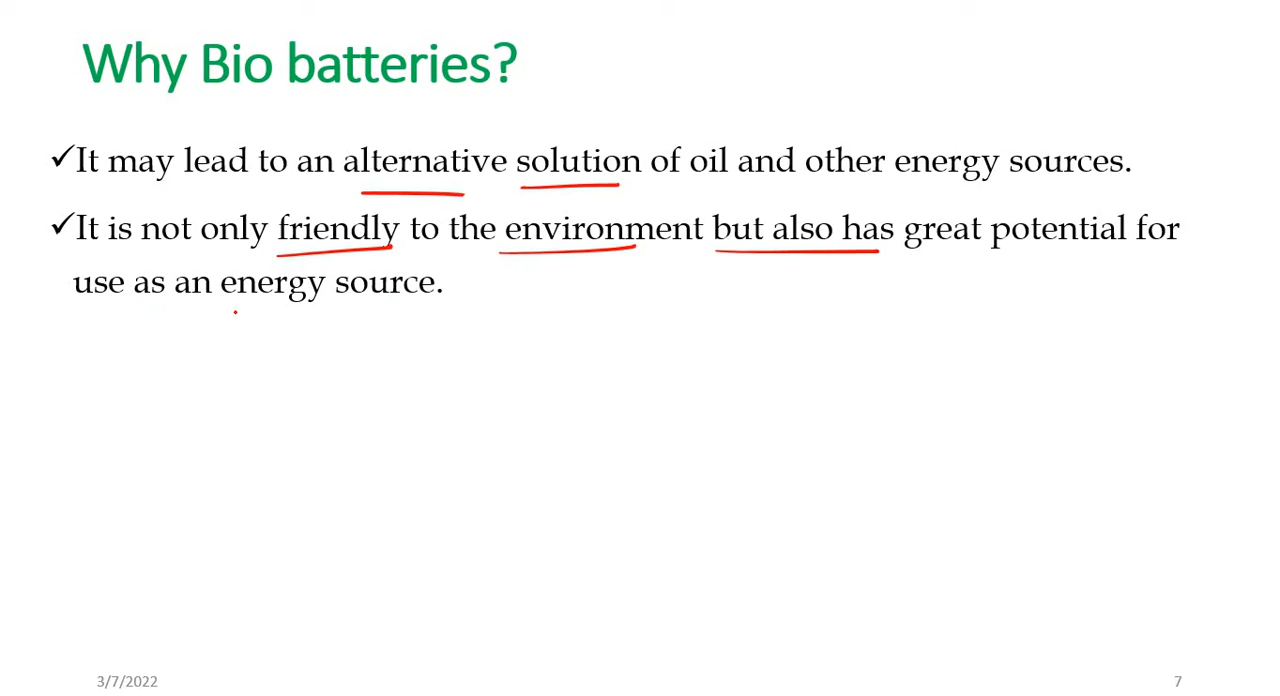 Why Bio batteries?
✓It may lead to an alternative solution of oil and other energy sources.
✓It is not only friendly to the environment but also has great potential for
use as an energy source.
3/7/2022
7